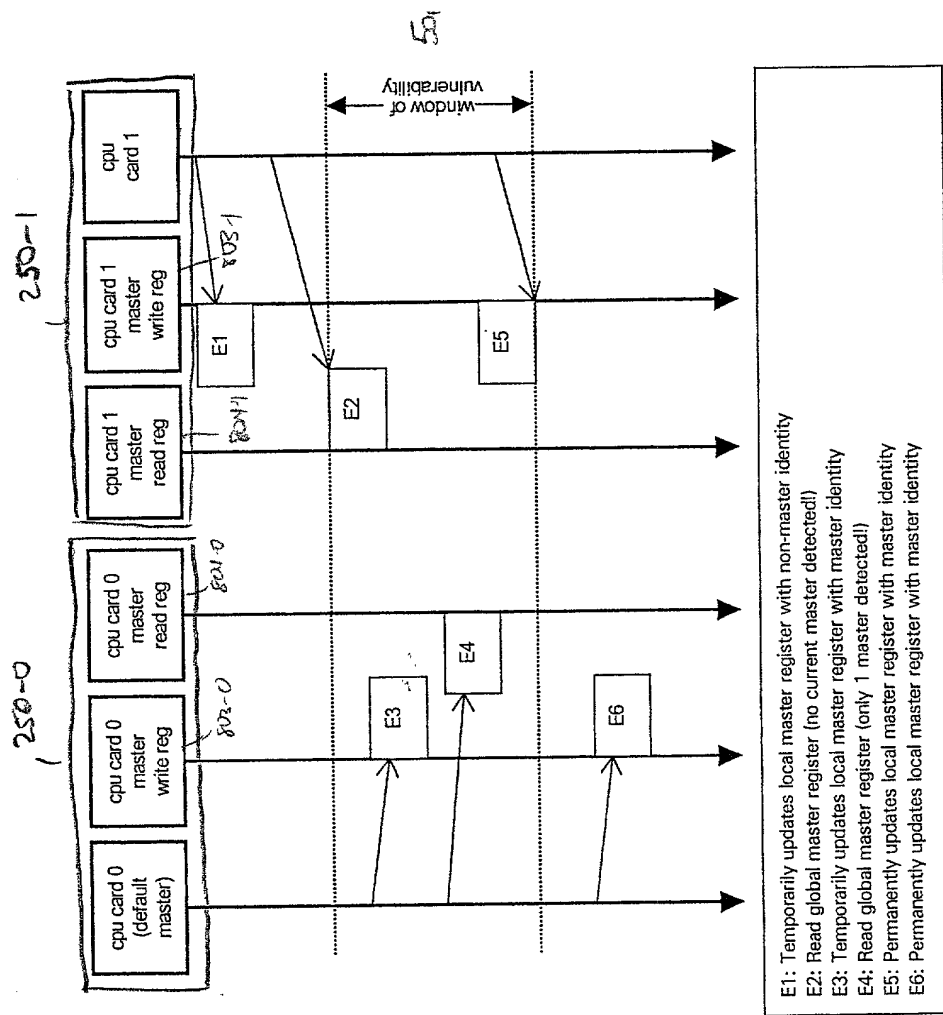 250-0
250-1
cpu card 0
(default
master)
cpu card 0
master
write reg
cpu card 0
master
read reg
cpu card 1
master
read reg
cpu card 1
master
write reg
cpu
card 1
803-0
804-0
804-1
803-1
E1
E2
window of
vulnerability
E3
E4
E5
E6
E1: Temporarily updates local master register with non-master identity
E2: Read global master register (no current master detected!)
E3: Temporarily updates local master register with master identity
E4: Read global master register (only 1 master detected!)
E5: Permanently updates local master register with master identity
E6: Permanently updates local master register with master identity